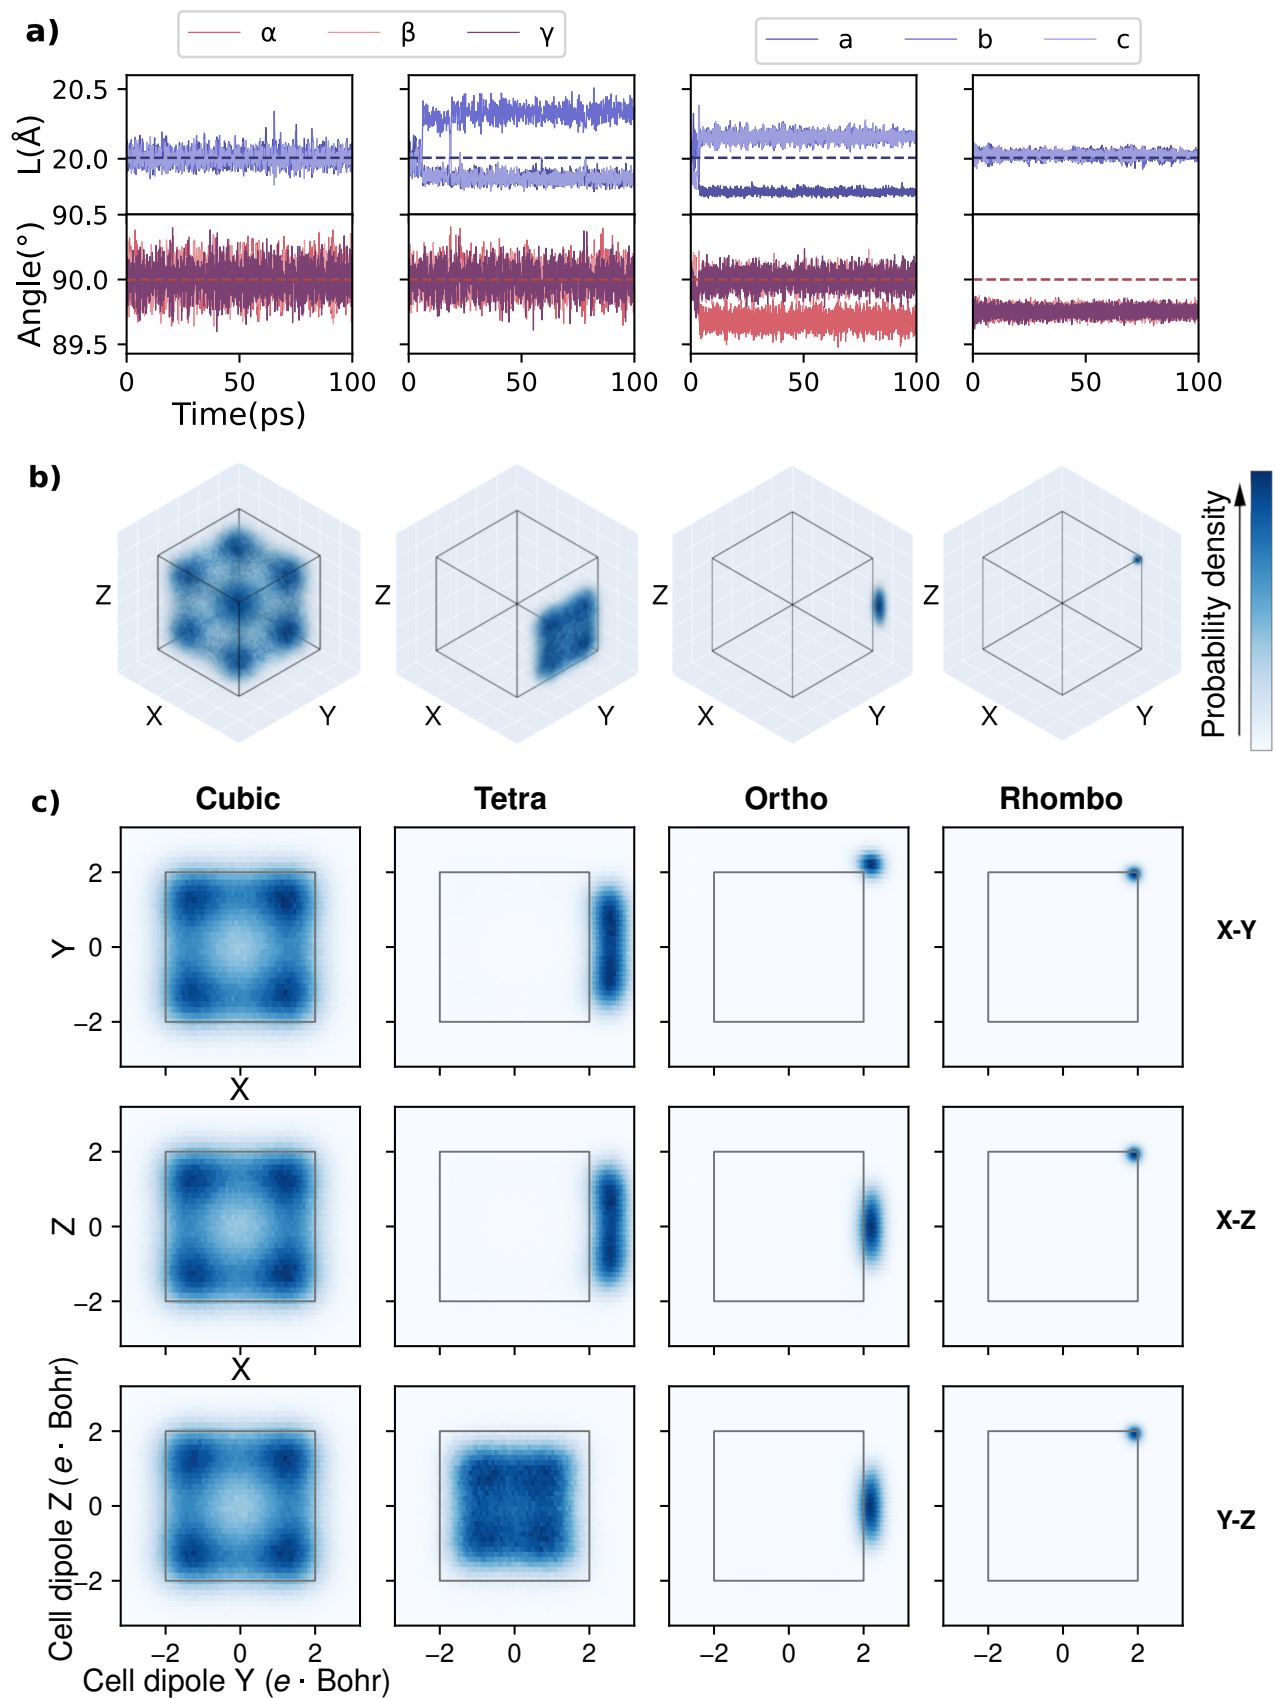 a)
α β γ
a b c
20.5
20.0
L(Å)
90.5
90.0
89.5
Angle(°)
0 50 100 0 50 100 0 50 100 0 50 100
Time(ps)
b)
Z X Y
Z X Y
Z X Y
Z X Y
Probability density
c)
Cubic Tetra Ortho Rhombo
2
0
−2
Y
X
X-Y
2
0
−2
Z
X
X-Z
2
0
−2
Cell dipole Z (e · Bohr)
Y-Z
−2 0 2 −2 0 2 −2 0 2 −2 0 2
Cell dipole Y (e · Bohr)